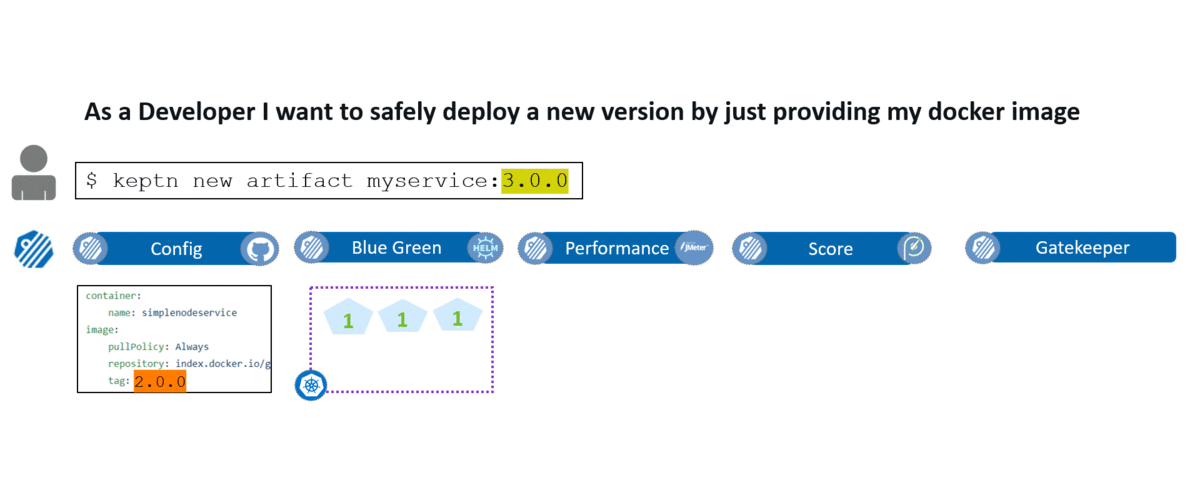 As a Developer I want to safely deploy a new version by just providing my docker image
$ keptn new artifact myservice:3.0.0
Config
Blue Green
HELM
Performance
JMeter
Score
Gatekeeper
container:
name: simplenodeservice
image:
pullPolicy: Always
repository: index.docker.io/g
tag: 2.0.0
1 1 1